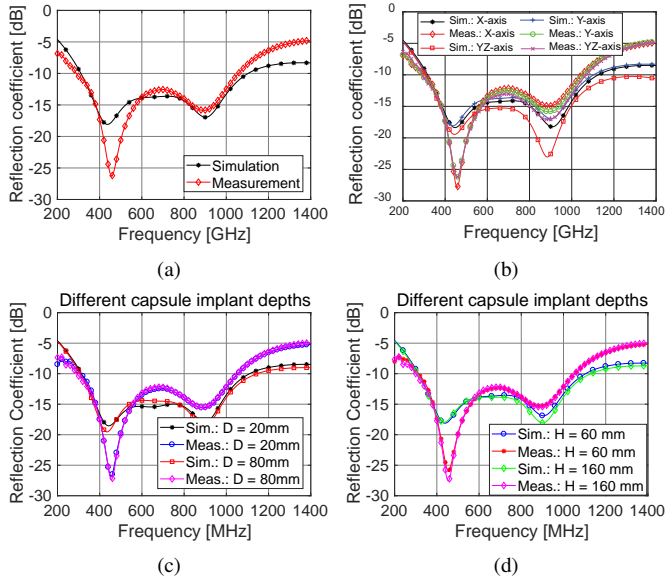 Reflection coefficient [dB]
0
-5
-10
-15
-20
-25
-30
200 400 600 800 1000 1200 1400
Frequency [GHz]
Simulation
Measurement
(a)
Reflection coefficient [dB]
0
-5
-10
-15
-20
-25
-30
200 400 600 800 1000 1200 1400
Frequency [GHz]
Sim.: X-axis
Meas.: X-axis
Sim.: YZ-axis
Sim.: Y-axis
Meas.: Y-axis
Meas.: YZ-axis
(b)
Different capsule implant depths
Reflection Coefficient [dB]
0
-5
-10
-15
-20
-25
-30
200 400 600 800 1000 1200 1400
Frequency [MHz]
Sim.: D = 20mm
Meas.: D = 20mm
Sim.: D = 80mm
Meas.: D = 80mm
(c)
Different capsule implant depths
Reflection Coefficient [dB]
0
-5
-10
-15
-20
-25
-30
200 400 600 800 1000 1200 1400
Frequency [MHz]
Sim.: H = 60 mm
Meas.: H = 60 mm
Sim.: H = 160 mm
Meas.: H = 160 mm
(d)